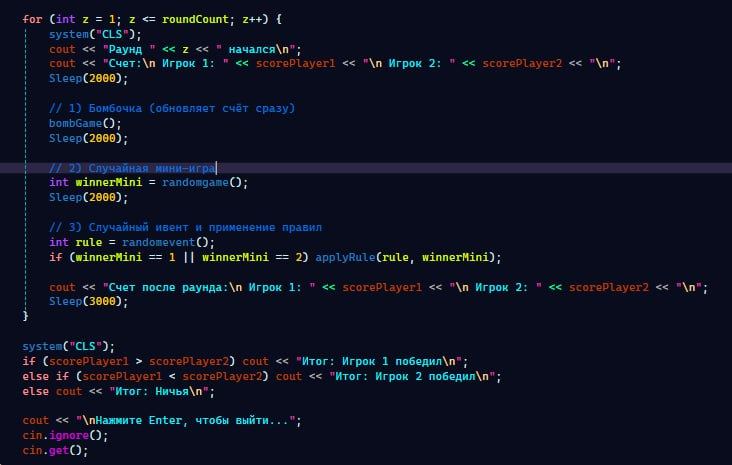 for (int z = 1; z <= roundCount; z++) {
system("CLS");
cout << "Раунд " << z << " начался\n";
cout << "Счет:\n Игрок 1: " << scorePlayer1 << "\n Игрок 2: " << scorePlayer2 << "\n";
Sleep(2000);
// 1) Бомбочка (обновляет счёт сразу)
bombGame();
Sleep(2000);
// 2) Случайная мини-игра
int winnerMini = randomgame();
Sleep(2000);
// 3) Случайный ивент и применение правил
int rule = randomevent();
if (winnerMini == 1 || winnerMini == 2) applyRule(rule, winnerMini);
cout << "Счет после раунда:\n Игрок 1: " << scorePlayer1 << "\n Игрок 2: " << scorePlayer2 << "\n";
Sleep(3000);
}
system("CLS");
if (scorePlayer1 > scorePlayer2) cout << "Итог: Игрок 1 победил\n";
else if (scorePlayer1 < scorePlayer2) cout << "Итог: Игрок 2 победил\n";
else cout << "Итог: Ничья\n";
cout << "\nНажмите Enter, чтобы выйти...";
cin.ignore();
cin.get();